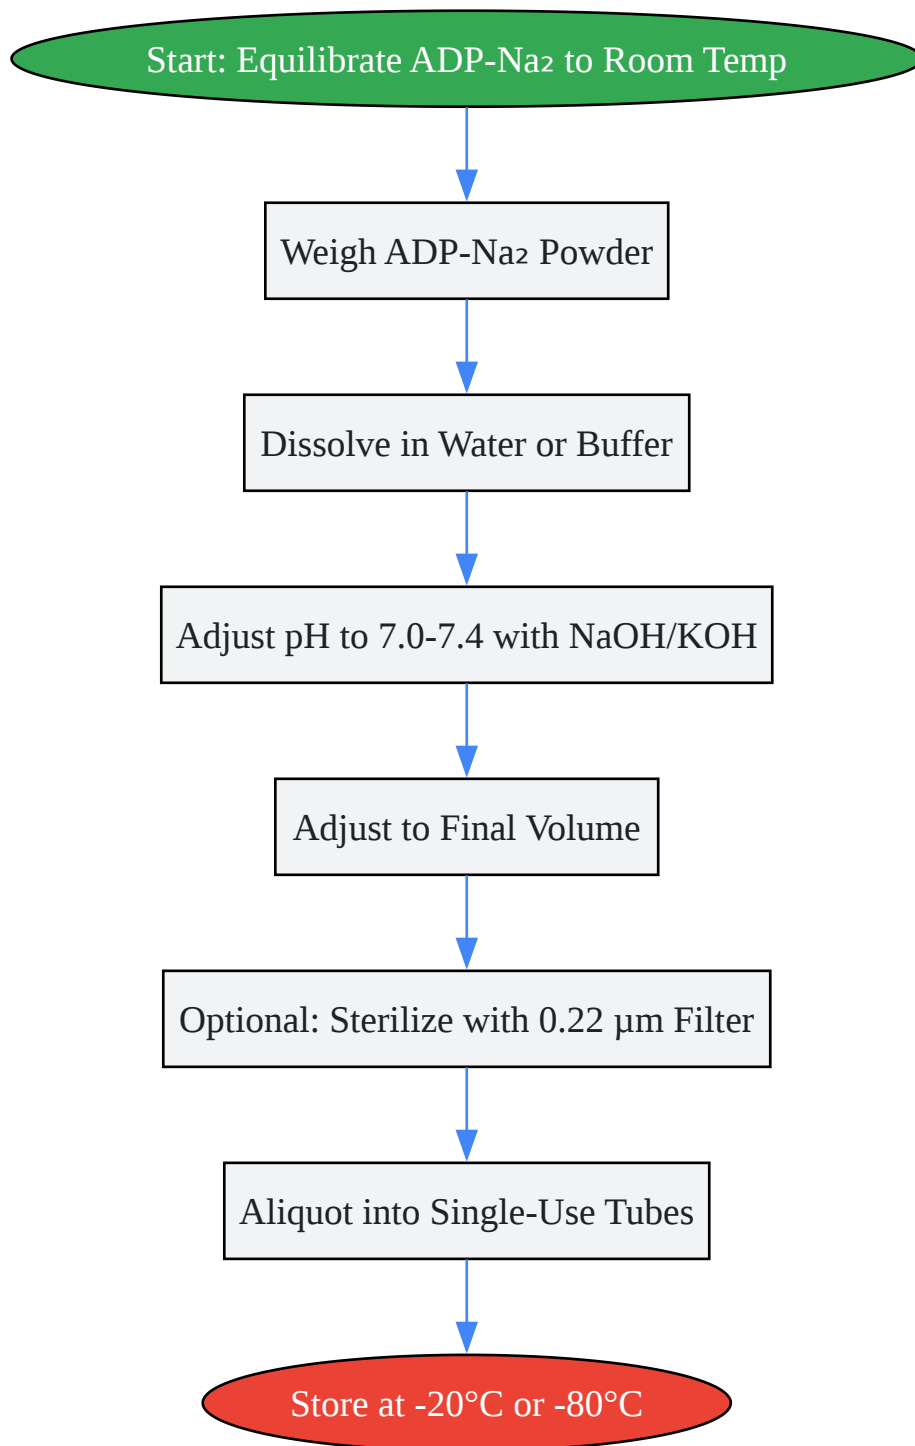 Start: Equilibrate ADP-Na₂ to Room Temp
Weigh ADP-Na₂ Powder
Dissolve in Water or Buffer
Adjust pH to 7.0-7.4 with NaOH/KOH
Adjust to Final Volume
Optional: Sterilize with 0.22 µm Filter
Aliquot into Single-Use Tubes
Store at -20°C or -80°C